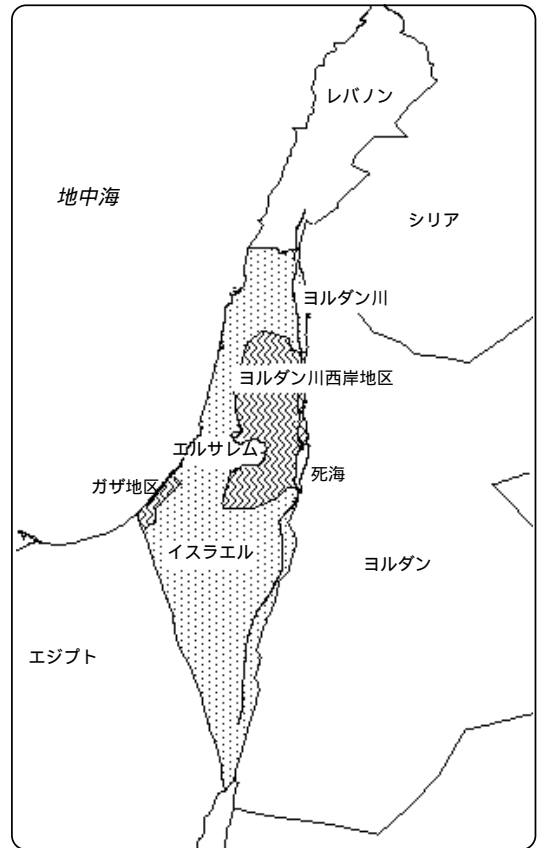 レバノン
地中海
シリア
ヨルダン川
ヨルダン川西岸地区
エルサレム
死海
ガザ地区
イスラエル
ヨルダン
エジプト